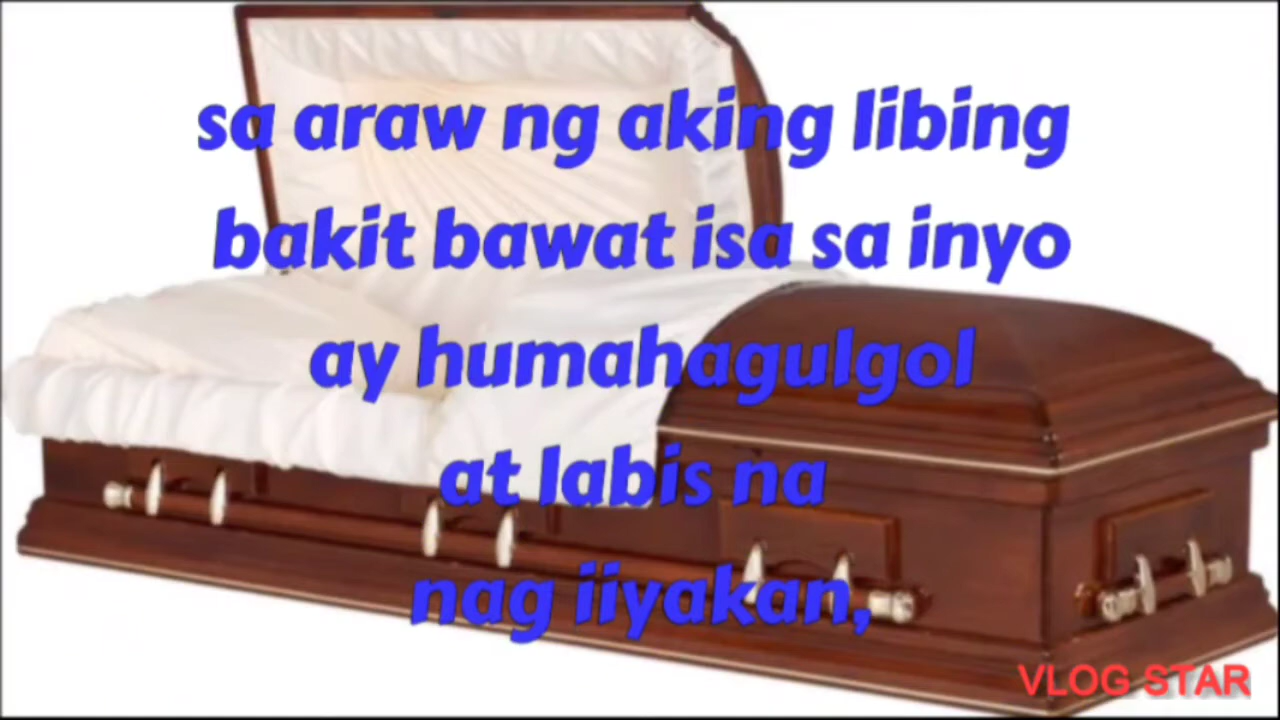 sa araw ng aking libing
bakit bawat isa sa inyo
ay humahagulgol
at labis na
nag iiyakan,
VLOG STAR